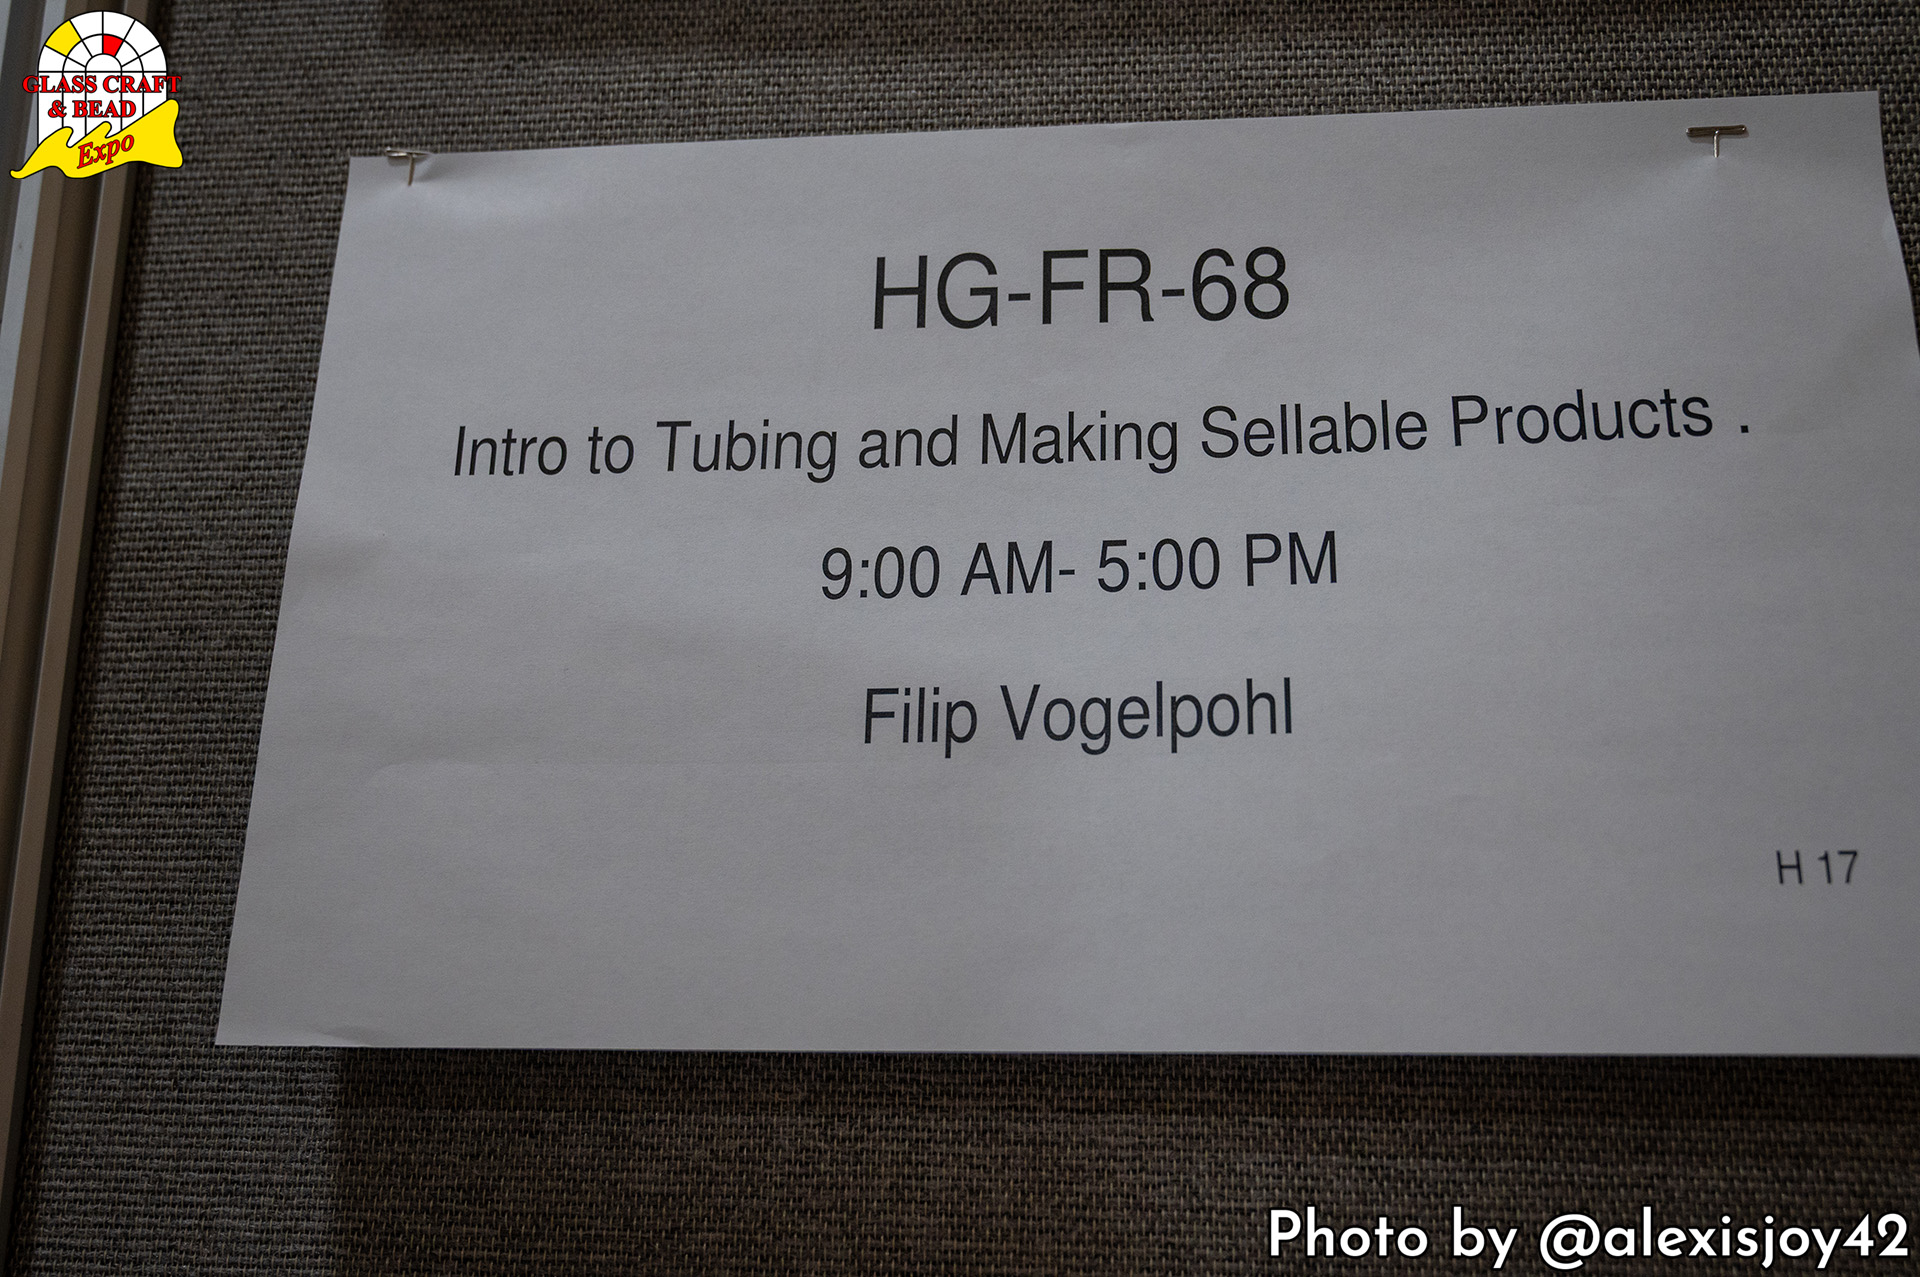 GLASS CRAFT
& BEAD
Expo
HG-FR-68
Intro to Tubing and Making Sellable Products .
9:00 AM- 5:00 PM
Filip Vogelpohl
H 17
Photo by @alexisjoy42